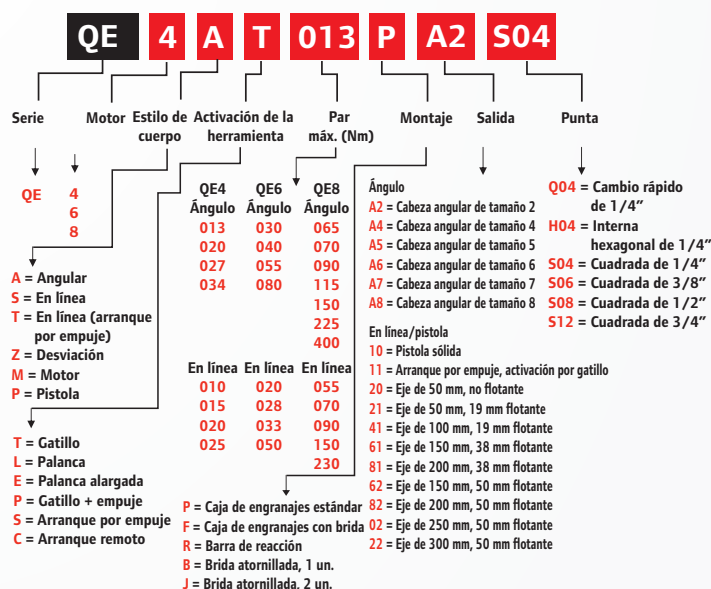 QE 4 A T 013 P A2 S04
Serie
Motor
Estilo de
cuerpo
Activación de la
herramienta
Par
máx. (Nm)
Montaje
Salida
Punta
QE
4
6
8
A = Angular
S = En línea
T = En línea (arranque
por empuje)
Z = Desviación
M = Motor
P = Pistola
T = Gatillo
L = Palanca
E = Palanca alargada
P = Gatillo + empuje
S = Arranque por empuje
C = Arranque remoto
QE4 QE6 QE8
Ángulo Ángulo Ángulo
013 030 065
020 040 070
027 055 090
034 080 115
150
225
400
En línea En línea En línea
010 020 055
015 028 070
020 033 090
025 050 150
230
P = Caja de engranajes estándar
F = Caja de engranajes con brida
R = Barra de reacción
B = Brida atornillada, 1 un.
J = Brida atornillada, 2 un.
Ángulo
A2 = Cabeza angular de tamaño 2
A4 = Cabeza angular de tamaño 4
A5 = Cabeza angular de tamaño 5
A6 = Cabeza angular de tamaño 6
A7 = Cabeza angular de tamaño 7
A8 = Cabeza angular de tamaño 8
En línea/pistola
10 = Pistola sólida
11 = Arranque por empuje, activación por gatillo
20 = Eje de 50 mm, no flotante
21 = Eje de 50 mm, 19 mm flotante
41 = Eje de 100 mm, 19 mm flotante
61 = Eje de 150 mm, 38 mm flotante
81 = Eje de 200 mm, 38 mm flotante
62 = Eje de 150 mm, 50 mm flotante
82 = Eje de 200 mm, 50 mm flotante
02 = Eje de 250 mm, 50 mm flotante
22 = Eje de 300 mm, 50 mm flotante
Q04 = Cambio rápido
de 1/4″
H04 = Interna
hexagonal de 1/4″
S04 = Cuadrada de 1/4″
S06 = Cuadrada de 3/8″
S08 = Cuadrada de 1/2″
S12 = Cuadrada de 3/4″